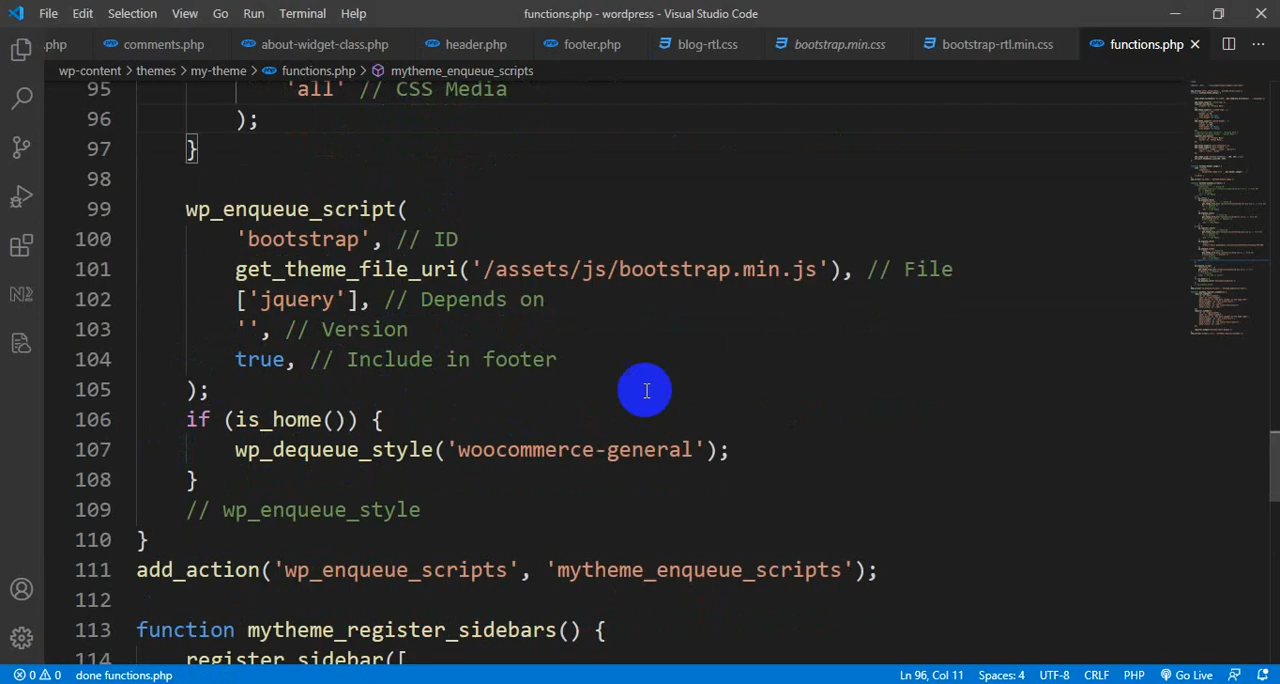 File Edit Selection View Go Run Terminal Help functions.php - wordpress - Visual Studio Code
.php comments.php about-widget-class.php header.php footer.php blog-rtl.css bootstrap.min.css bootstrap-rtl.min.css functions.php
wp-content > themes > my-theme > functions.php > mytheme_enqueue_scripts
95 'all' // CSS Media
96 );
97 }
98
99 wp_enqueue_script(
100 'bootstrap', // ID
101 get_theme_file_uri('/assets/js/bootstrap.min.js'), // File
102 ['jquery'], // Depends on
103 '', // Version
104 true, // Include in footer
105 );
106 if (is_home()) {
107 wp_dequeue_style('woocommerce-general');
108 }
109 // wp_enqueue_style
110 }
111 add_action('wp_enqueue_scripts', 'mytheme_enqueue_scripts');
112
113 function mytheme_register_sidebars() {
114 register_sidebar([
0 0 done functions.php Ln 96, Col 11 Spaces: 4 UTF-8 CRLF PHP Go Live